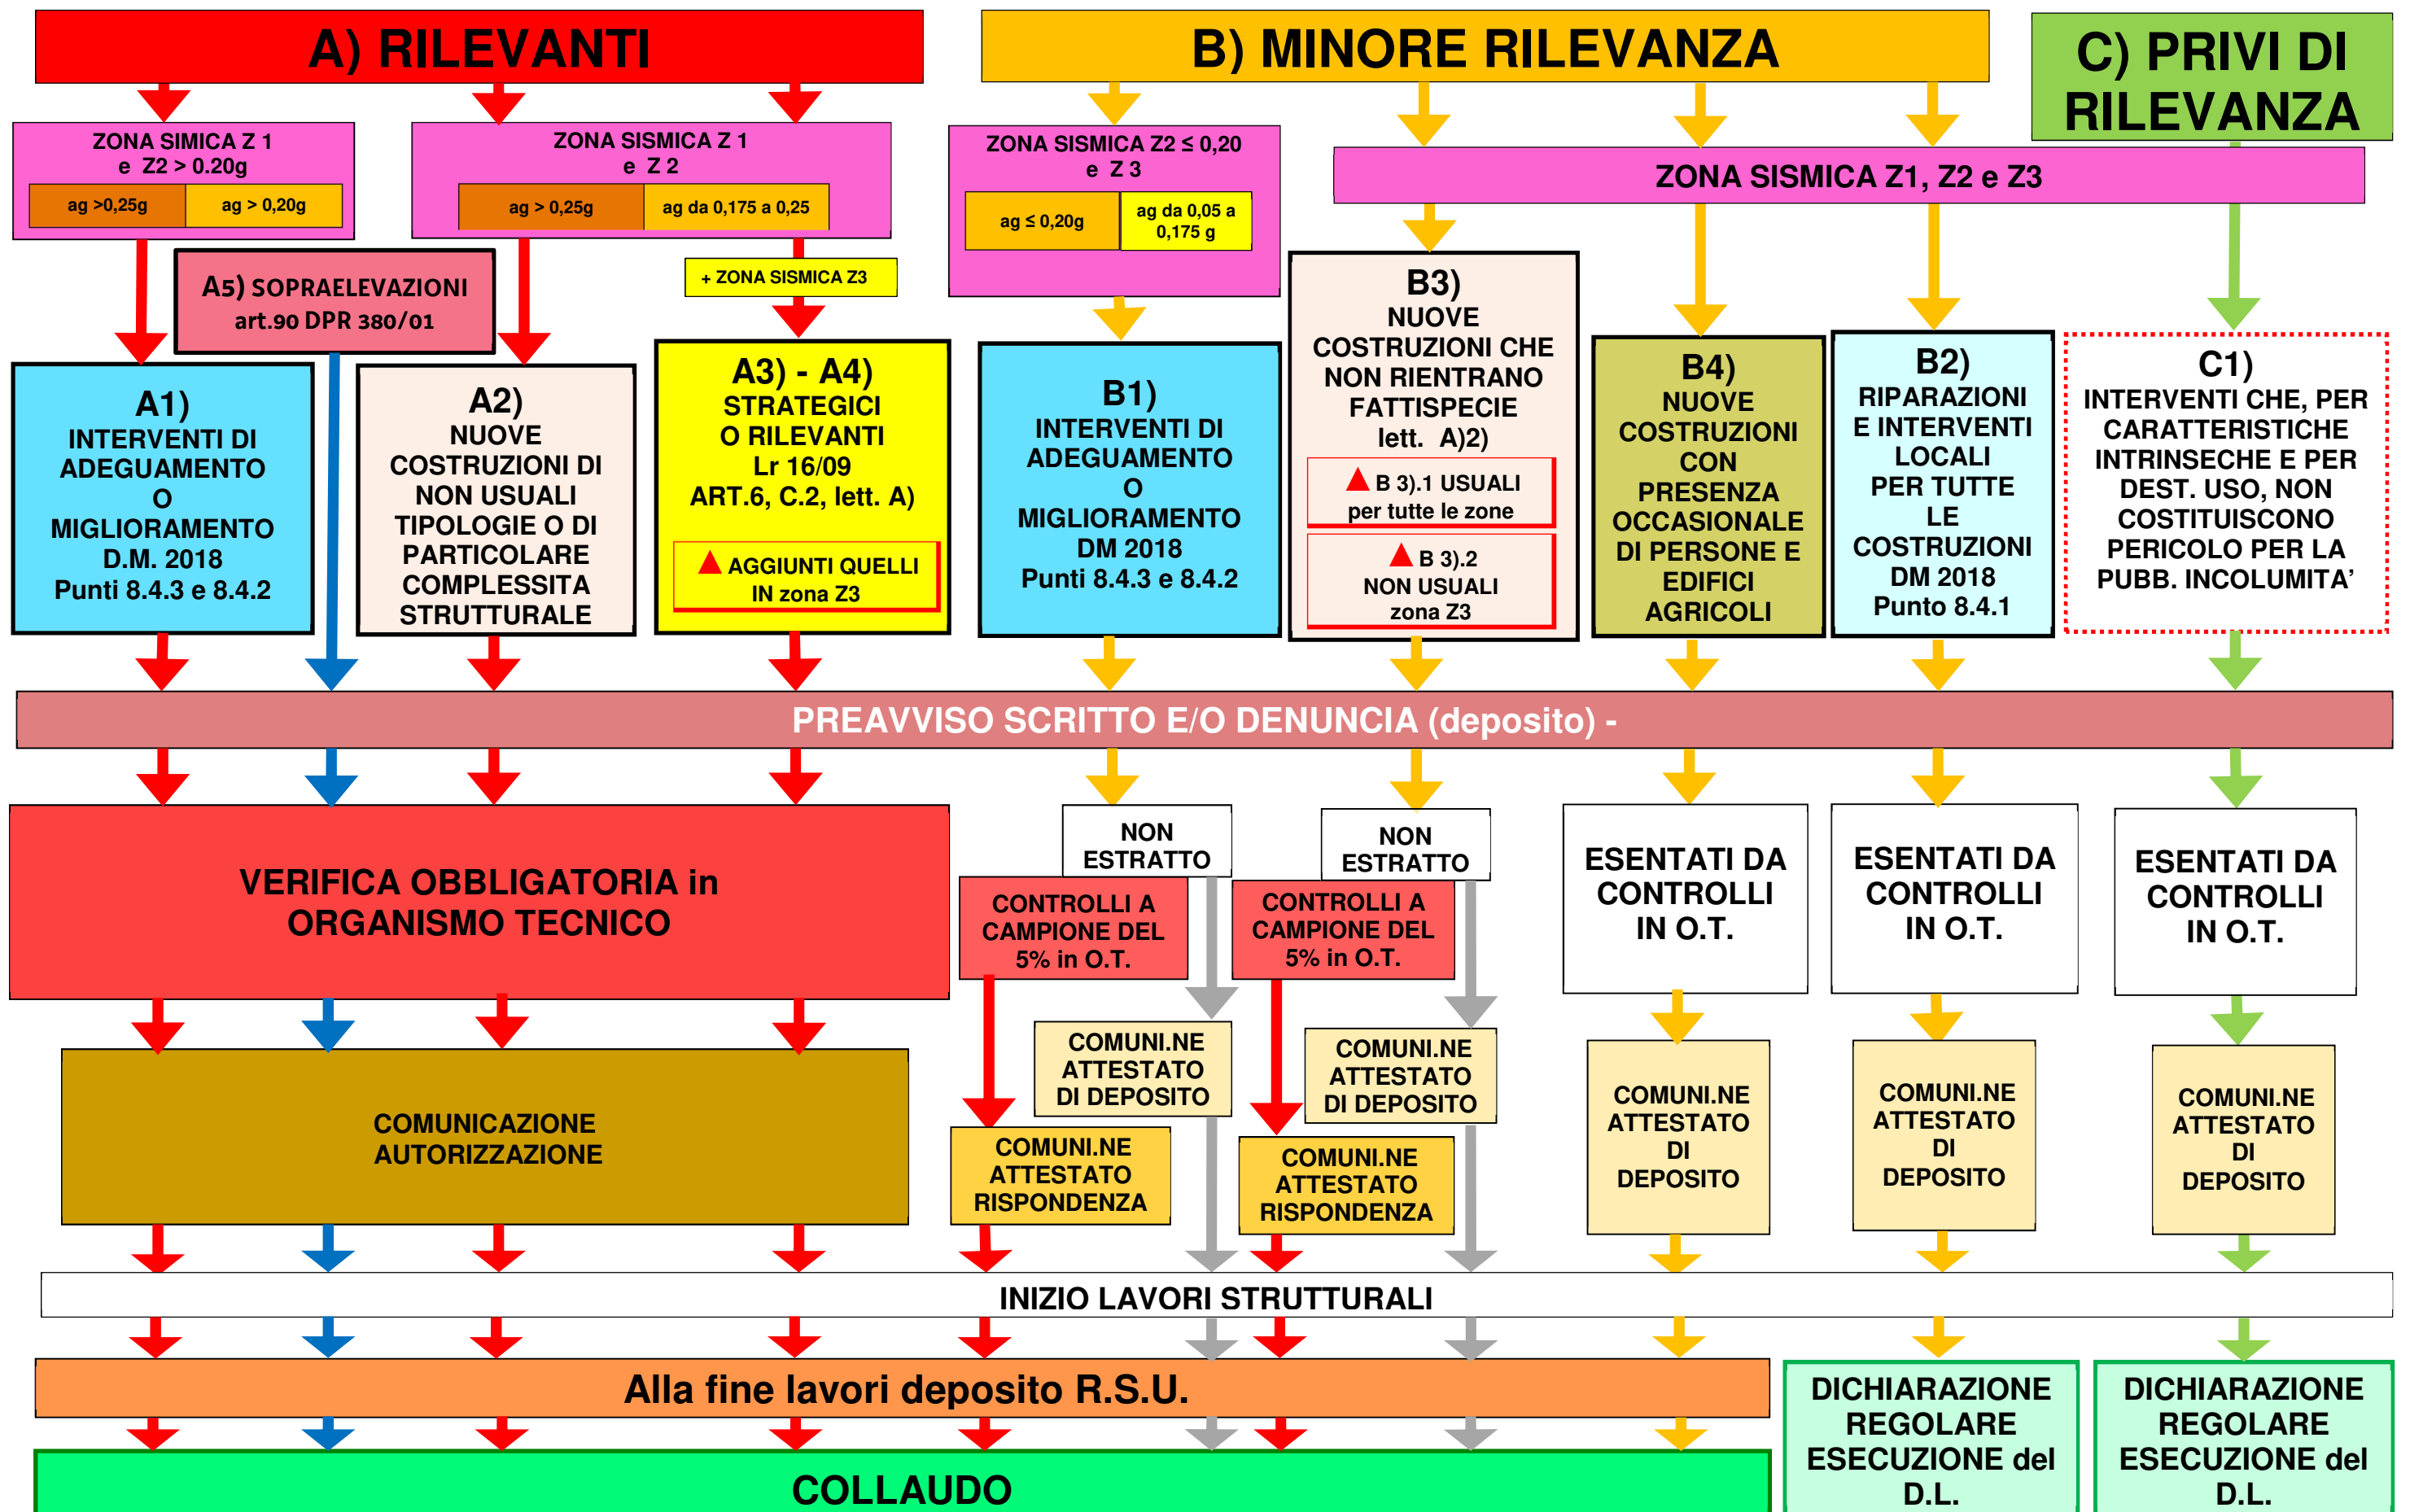 A) RILEVANTI
B) MINORE RILEVANZA
C) PRIVI DI
RILEVANZA
ZONA SIMICA Z 1
e Z2 > 0.20g
ag >0,25g
ag > 0,20g
ZONA SISMICA Z 1
e Z 2
ag > 0,25g
ag da 0,175 a 0,25
ZONA SISMICA Z2 ≤ 0,20
e Z 3
ag ≤ 0,20g
ag da 0,05 a
0,175 g
ZONA SISMICA Z1, Z2 e Z3
A5) SOPRAELEVAZIONI
art.90 DPR 380/01
+ ZONA SISMICA Z3
A1)
INTERVENTI DI
ADEGUAMENTO
O
MIGLIORAMENTO
D.M. 2018
Punti 8.4.3 e 8.4.2
A2)
NUOVE
COSTRUZIONI DI
NON USUALI
TIPOLOGIE O DI
PARTICOLARE
COMPLESSITA
STRUTTURALE
A3) - A4)
STRATEGICI
O RILEVANTI
Lr 16/09
ART.6, C.2, lett. A)
AGGIUNTI QUELLI
IN zona Z3
B1)
INTERVENTI DI
ADEGUAMENTO
O
MIGLIORAMENTO
DM 2018
Punti 8.4.3 e 8.4.2
B3)
NUOVE
COSTRUZIONI CHE
NON RIENTRANO
FATTISPECIE
lett. A)2)
B 3).1 USUALI
per tutte le zone
B 3).2
NON USUALI
zona Z3
B4)
NUOVE
COSTRUZIONI
CON
PRESENZA
OCCASIONALE
DI PERSONE E
EDIFICI
AGRICOLI
B2)
RIPARAZIONI
E INTERVENTI
LOCALI
PER TUTTE
LE
COSTRUZIONI
DM 2018
Punto 8.4.1
C1)
INTERVENTI CHE, PER
CARATTERISTICHE
INTRINSECHE E PER
DEST. USO, NON
COSTITUISCONO
PERICOLO PER LA
PUBB. INCOLUMITA'
PREAVVISO SCRITTO E/O DENUNCIA (deposito) -
VERIFICA OBBLIGATORIA in
ORGANISMO TECNICO
NON
ESTRATTO
CONTROLLI A
CAMPIONE DEL
5% in O.T.
NON
ESTRATTO
CONTROLLI A
CAMPIONE DEL
5% in O.T.
ESENTATI DA
CONTROLLI
IN O.T.
ESENTATI DA
CONTROLLI
IN O.T.
ESENTATI DA
CONTROLLI
IN O.T.
COMUNICAZIONE
AUTORIZZAZIONE
COMUNI.NE
ATTESTATO
DI DEPOSITO
COMUNI.NE
ATTESTATO
RISPONDENZA
COMUNI.NE
ATTESTATO
DI DEPOSITO
COMUNI.NE
ATTESTATO
RISPONDENZA
COMUNI.NE
ATTESTATO
DI
DEPOSITO
COMUNI.NE
ATTESTATO
DI
DEPOSITO
COMUNI.NE
ATTESTATO
DI
DEPOSITO
INIZIO LAVORI STRUTTURALI
Alla fine lavori deposito R.S.U.
COLLAUDO
DICHIARAZIONE
REGOLARE
ESECUZIONE del
D.L.
DICHIARAZIONE
REGOLARE
ESECUZIONE del
D.L.